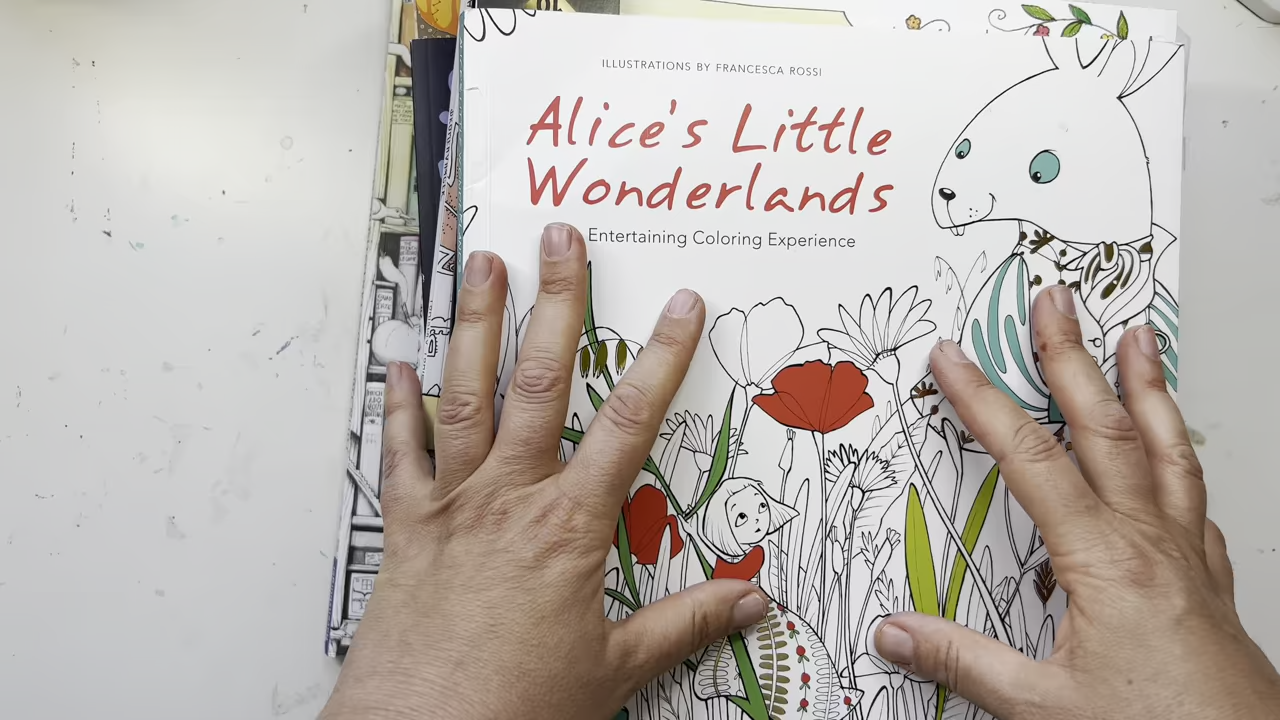 ILLUSTRATIONS BY FRANCESCA ROSSI
Alice's Little
Wonderlands
Entertaining Coloring Experience